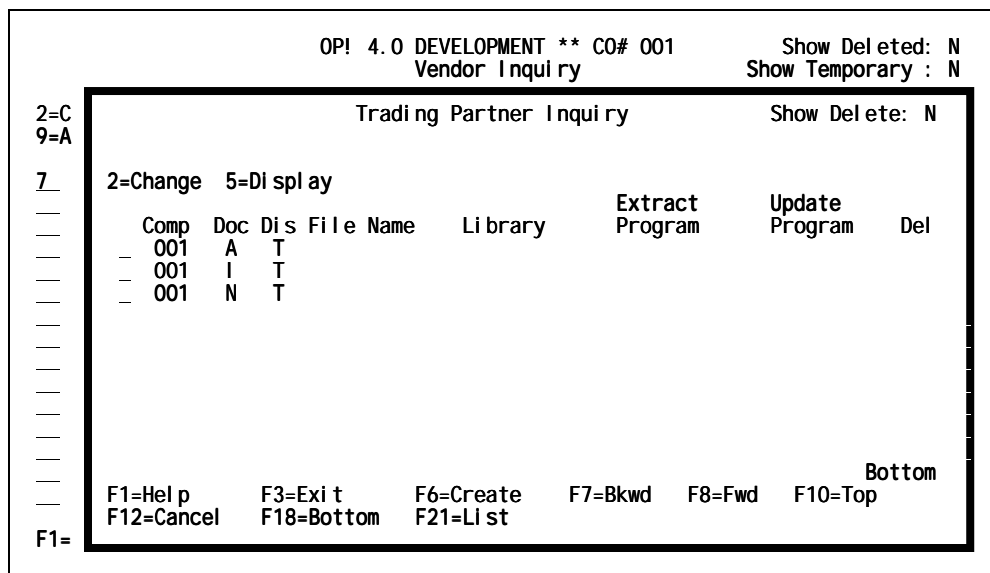 OP! 4.0 DEVELOPMENT ** CO# 001 Show Deleted: N
Vendor Inquiry Show Temporary : N
2=C Trading Partner Inquiry Show Delete: N
9=A
7 2=Change 5=Display
Extract Update
Comp Doc Dis File Name Library Program Program Del
_ 001 A T
_ 001 I T
_ 001 N T
Bottom
F1=Help F3=Exit F6=Create F7=Bkwd F8=Fwd F10=Top
F12=Cancel F18=Bottom F21=List
F1=